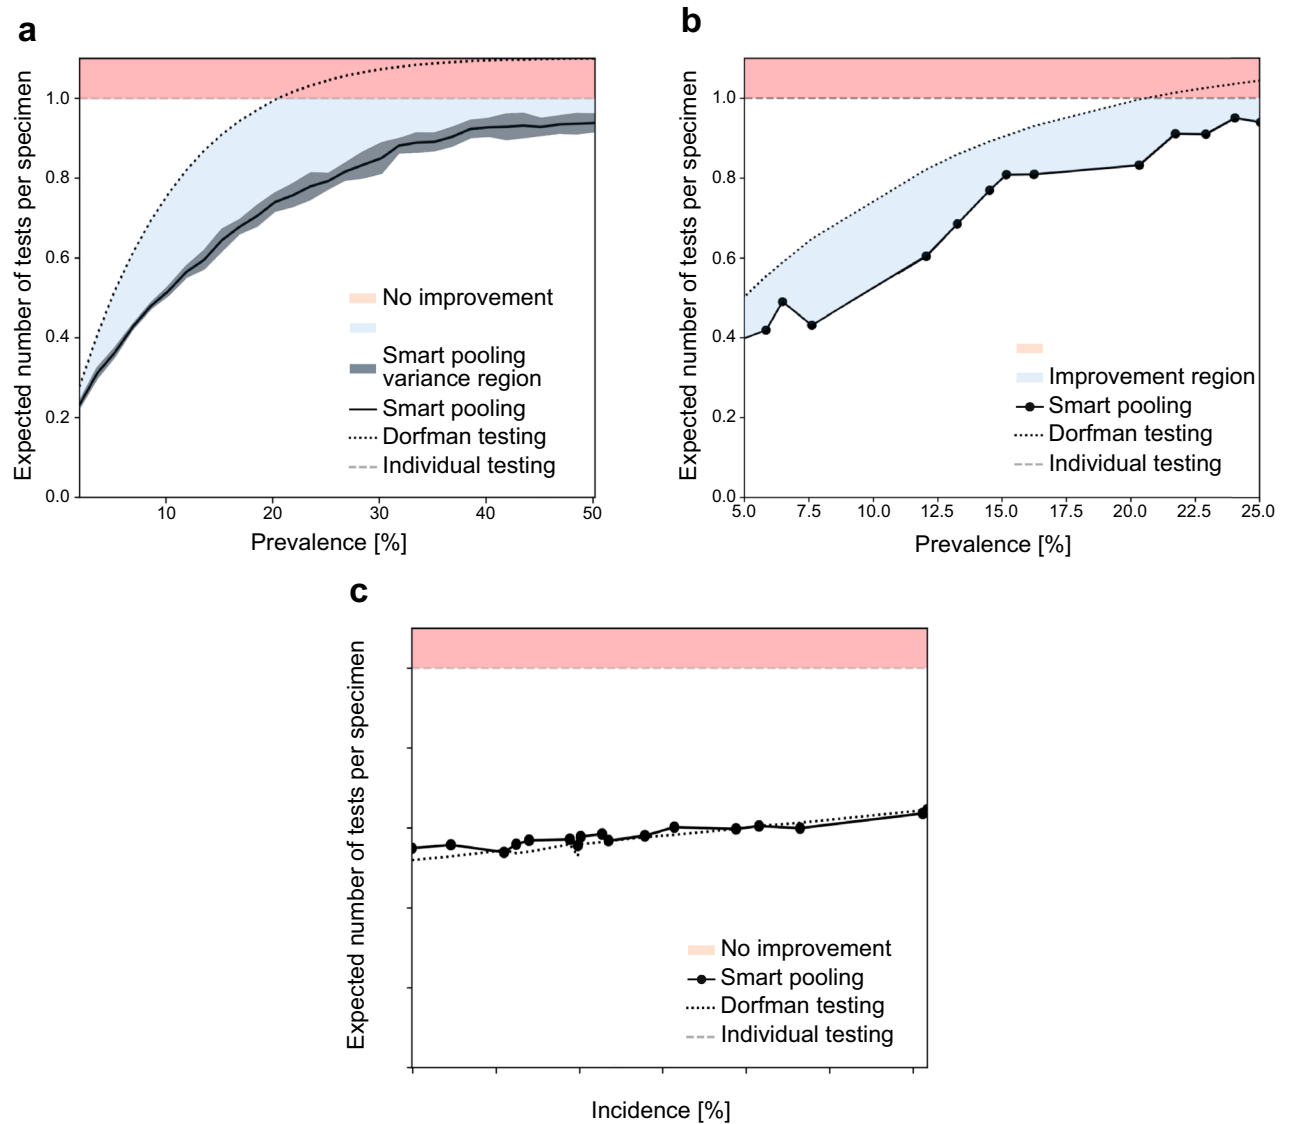 a
Expected number of tests per specimen
1.0
0.8
0.6
0.4
0.2
0.0
10
20
30
40
50
Prevalence [%]
No improvement
Smart pooling
variance region
Smart pooling
Dorfman testing
Individual testing
b
Expected number of tests per specimen
1.0
0.8
0.6
0.4
0.2
0.0
5.0
7.5
10.0
12.5
15.0
17.5
20.0
22.5
25.0
Prevalence [%]
Improvement region
Smart pooling
Dorfman testing
Individual testing
c
Expected number of tests per specimen
Incidence [%]
No improvement
Smart pooling
Dorfman testing
Individual testing